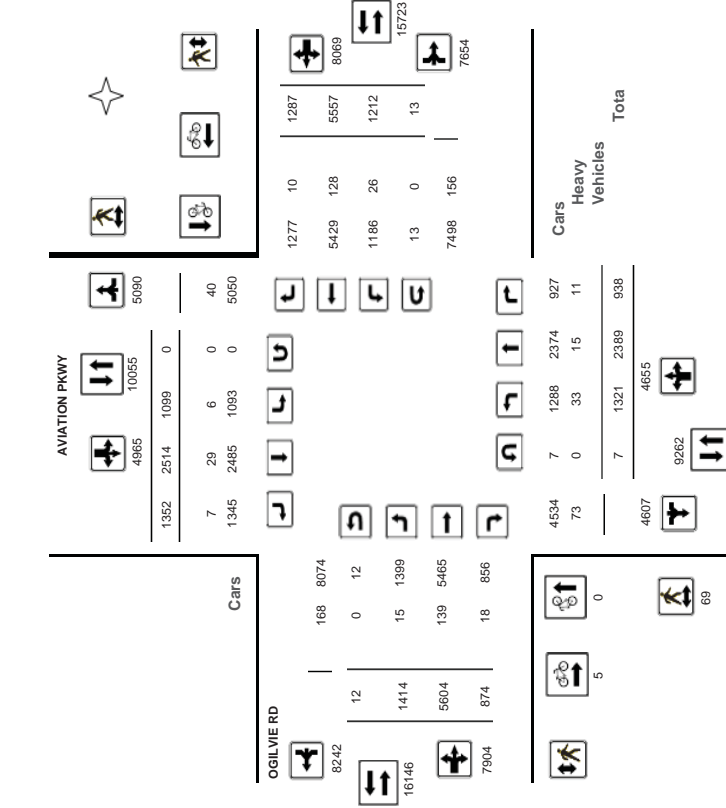 AVIATION PKWY
4965 10055 5090
1352 2514 1099 0
7 29 6 0 40
Cars 1345 2485 1093 0 5050
OGILVIE RD
1277 10 1287
168 8074
8242 5429 128 5557 8069
12 0 12
1186 26 1212
1414 15 1399
16146 13 0 13 15723
5604 139 5465
7498 156
7654
874 18 856
7904
4534 7 1288 2374 927 Cars
73 0 33 15 11 Heavy
Vehicles
5 0
7 1321 2389 938 Tota
4607 4655
9262
69